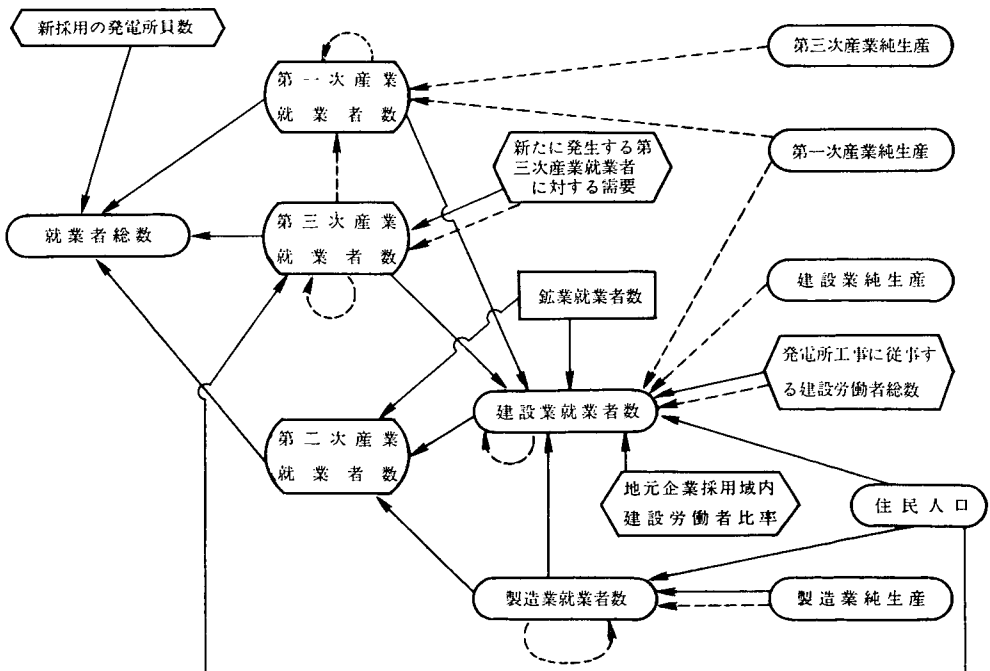 新採用の発電所員数
第一次産業
就業者数
第三次産業純生産
第一次産業純生産
新たに発生する第
三次産業就業者
に対する需要
就業者総数
第三次産業
就業者数
鉱業就業者数
建設業純生産
発電所工事に従事す
る建設労働者総数
建設業就業者数
第二次産業
就業者数
地元企業採用域内
建設労働者比率
住民人口
製造業就業者数
製造業純生産